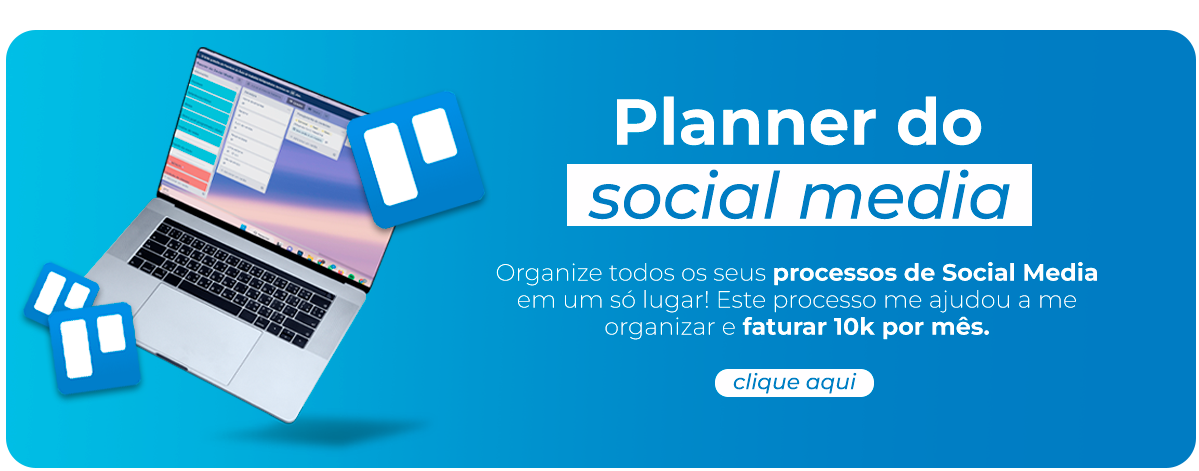 Planner do
social media
Organize todos os seus processos de Social Media
em um só lugar! Este processo me ajudou a me
organizar e faturar 10k por mês.
clique aqui